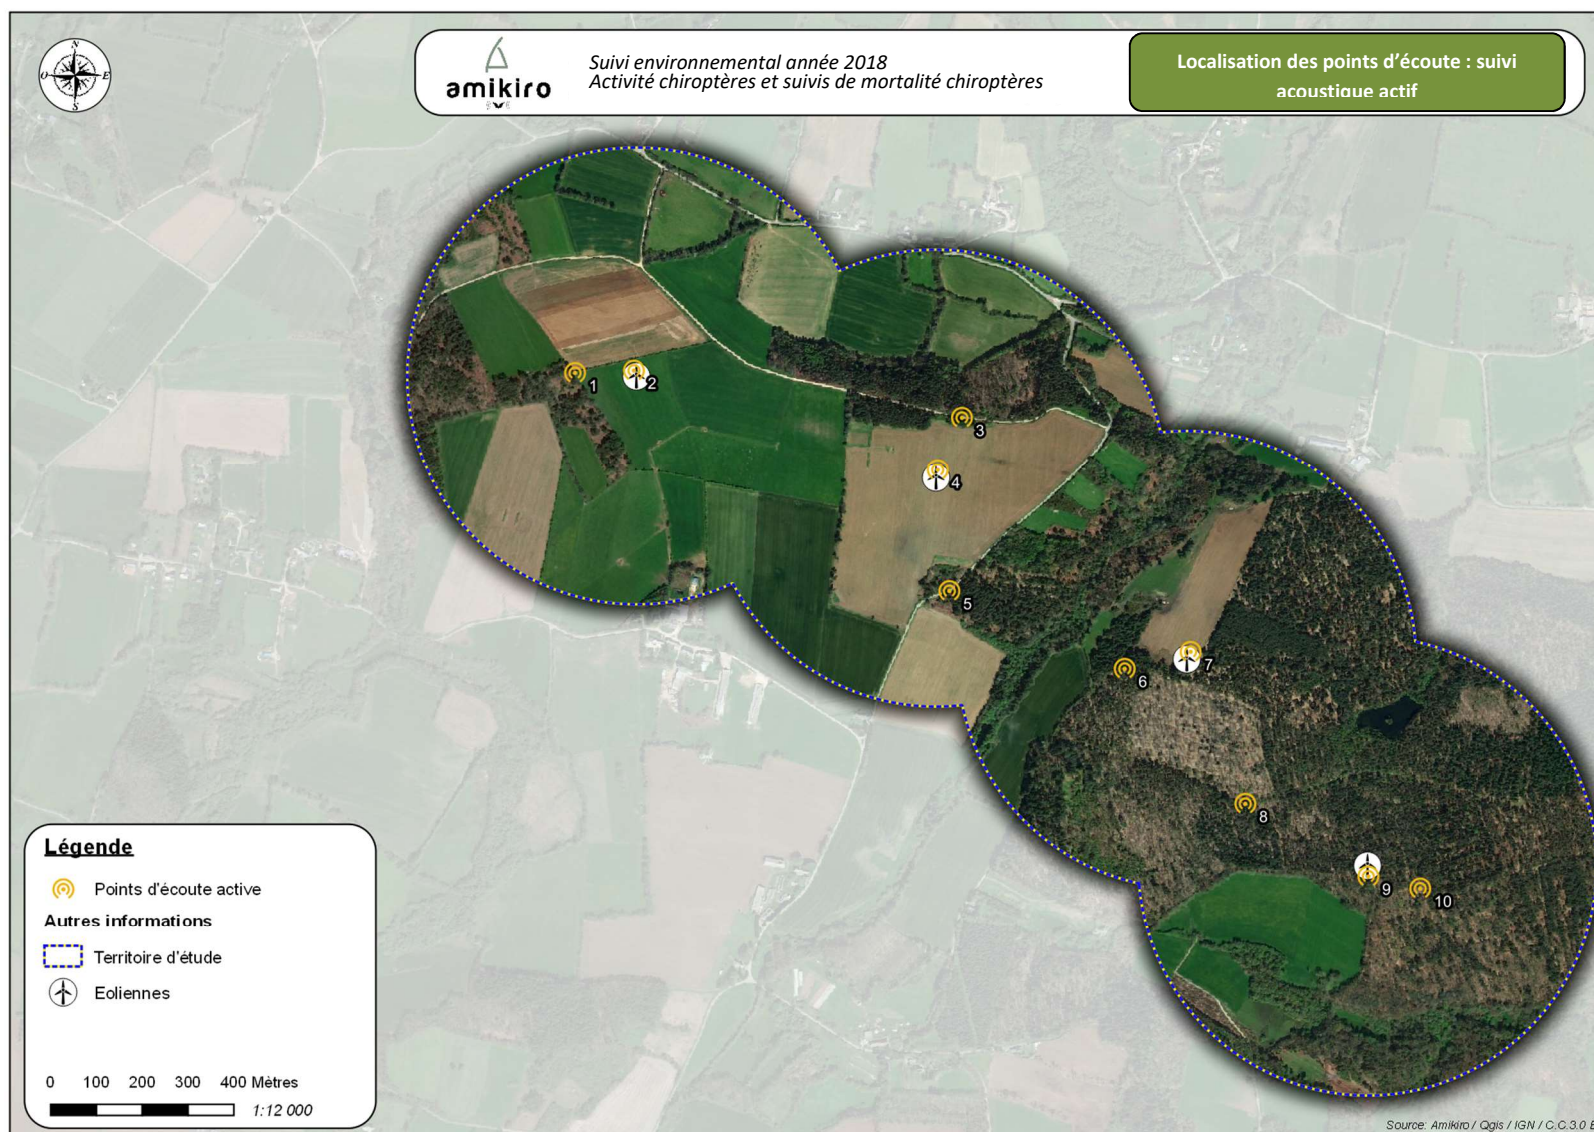 N
O
E
S
amikiro
Suivi environnemental année 2018
Activité chiroptères et suivis de mortalité chiroptères
Localisation des points d'écoute : suivi
acoustique actif
1
2
3
4
5
6
7
8
9
10
Légende
Points d'écoute active
Autres informations
Territoire d'étude
Eoliennes
0 100 200 300 400 Mètres
1:12 000
Source: Amikiro / Qgis / IGN / C.C.3.0